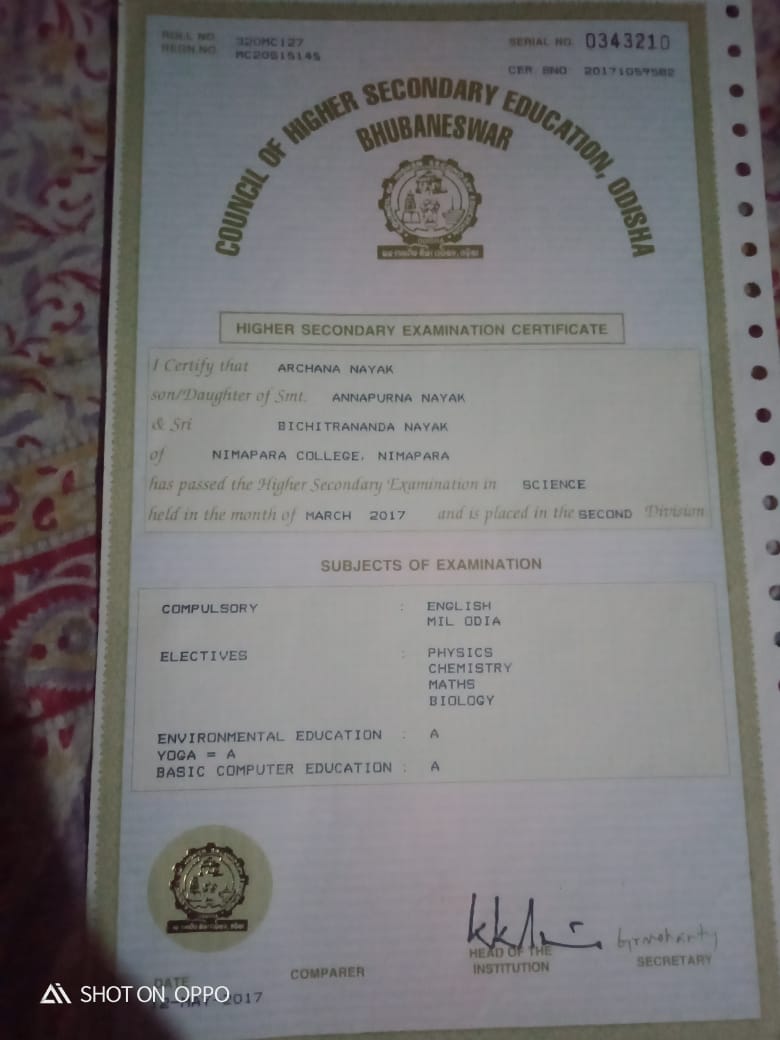 ROLL NO. 320MC127
REGN.NO. MC20515145
SERIAL NO. 0343210
CER. SNO 20171059582
COUNCIL OF HIGHER SECONDARY EDUCATION, ODISHA
BHUBANESWAR
HIGHER SECONDARY EXAMINATION CERTIFICATE
I Certify that ARCHANA NAYAK
son/Daughter of Smt. ANNAPURNA NAYAK
& Sri BICHITRANANDA NAYAK
of NIMAPARA COLLEGE, NIMAPARA
has passed the Higher Secondary Examination in SCIENCE
held in the month of MARCH 2017 and is placed in the SECOND Division
SUBJECTS OF EXAMINATION
COMPULSORY : ENGLISH
MIL ODIA
ELECTIVES : PHYSICS
CHEMISTRY
MATHS
BIOLOGY
ENVIRONMENTAL EDUCATION : A
YOGA = A
BASIC COMPUTER EDUCATION : A
HEAD OF THE
INSTITUTION
SECRETARY
COMPARER
DATE
MAY 2017
SHOT ON OPPO